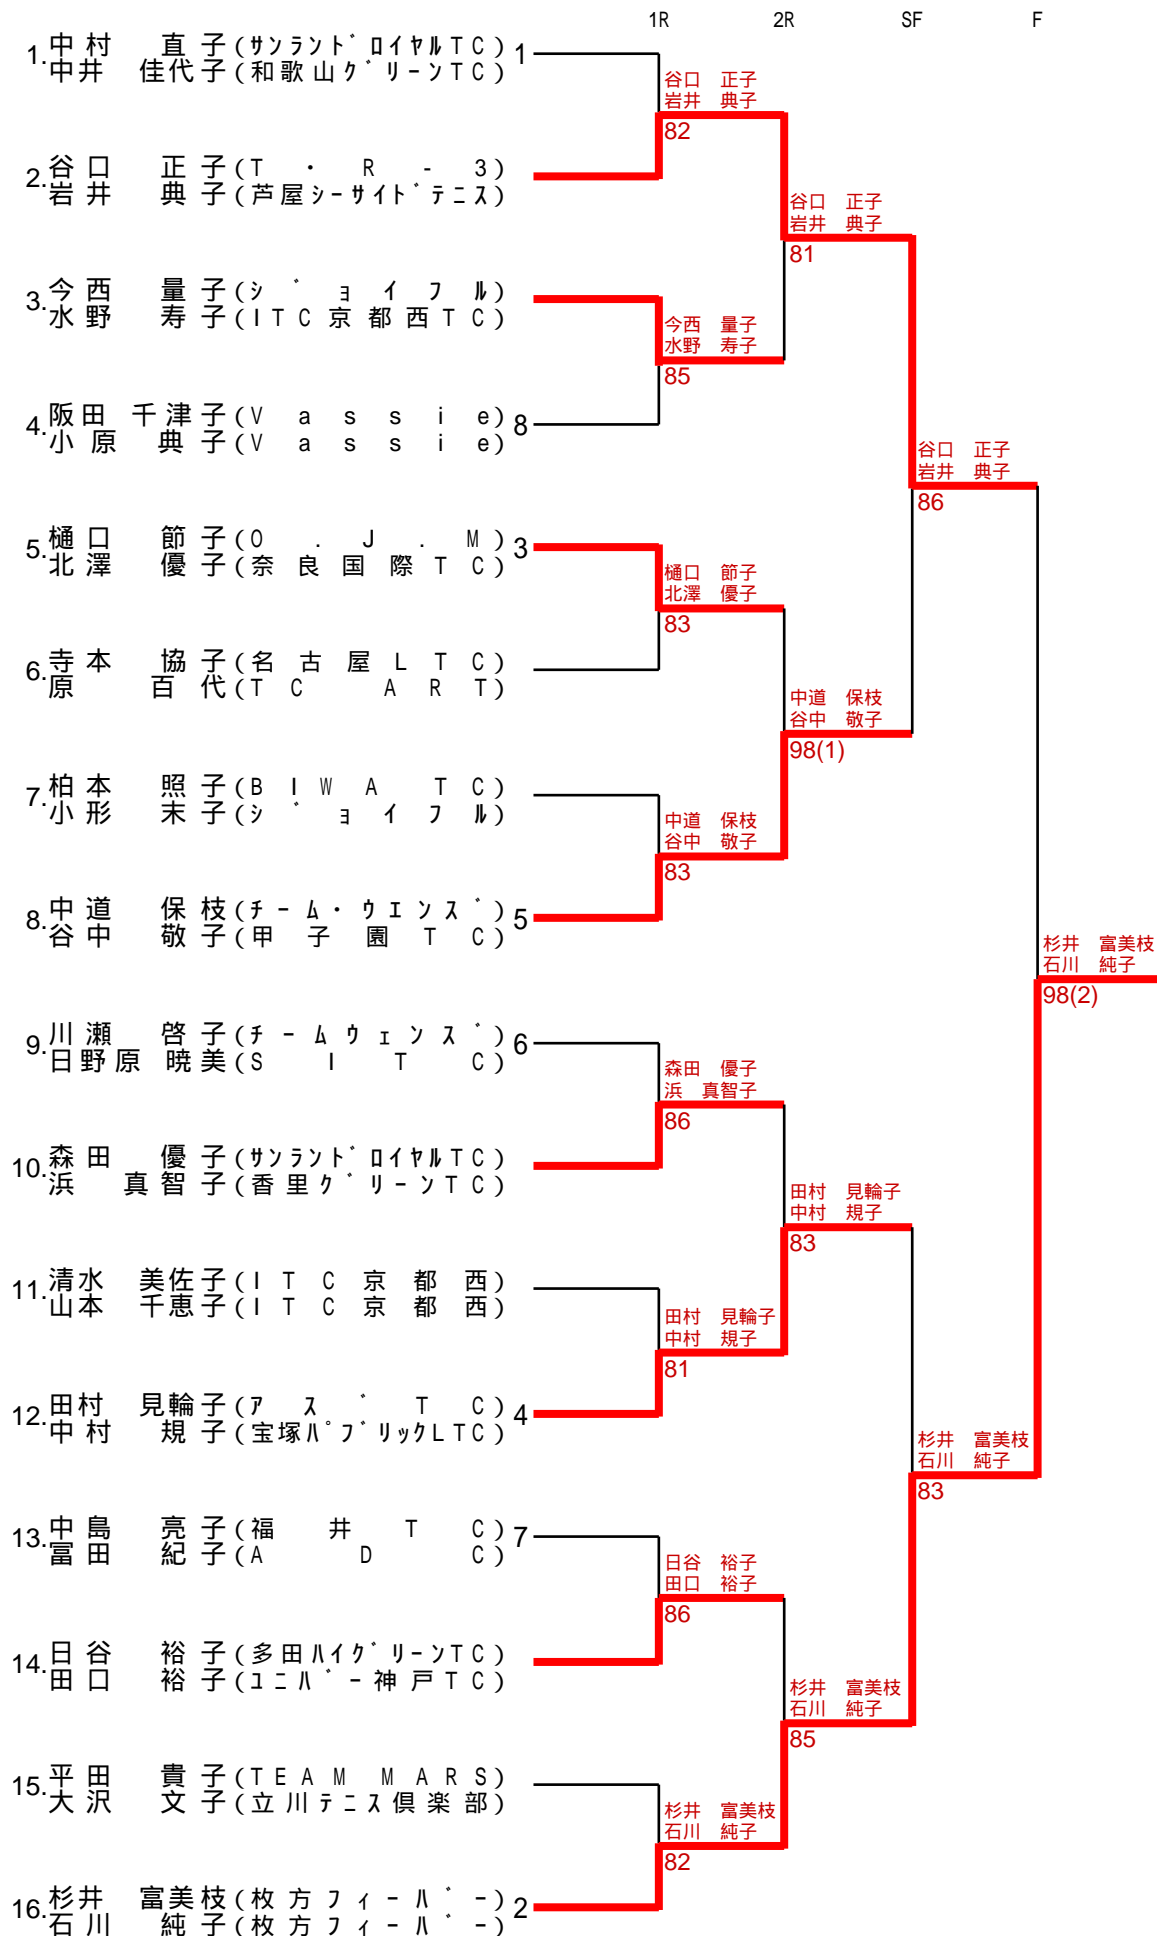 1R 2R SF F
1. 中村 直子(サンランドロイヤルTC) 1
中井 佳代子(和歌山グリーンTC)
谷口 正子
岩井 典子
82
2. 谷口 正子(T・R-3)
岩井 典子(芦屋シーサイドテニス)
谷口 正子
岩井 典子
81
3. 今西 量子(ジョイフル)
水野 寿子(ITC京都西TC)
今西 量子
水野 寿子
85
4. 阪田 千津子(Vassie) 8
小原 典子(Vassie)
谷口 正子
岩井 典子
86
5. 樋口 節子(O.J.M) 3
北澤 優子(奈良国際TC)
樋口 節子
北澤 優子
83
6. 寺本 協子(名古屋LTC)
原 百代(TC ART)
中道 保枝
谷中 敬子
98(1)
7. 柏本 照子(BIWA TC)
小形 末子(ジョイフル)
中道 保枝
谷中 敬子
83
8. 中道 保枝(チーム・ウエンズ) 5
谷中 敬子(甲子園TC)
杉井 富美枝
石川 純子
98(2)
9. 川瀬 啓子(チームウェンズ) 6
日野原 暁美(SITC)
森田 優子
浜 真智子
86
10. 森田 優子(サンランドロイヤルTC)
浜 真智子(香里グリーンTC)
田村 見輪子
中村 規子
83
11. 清水 美佐子(ITC京都西)
山本 千恵子(ITC京都西)
田村 見輪子
中村 規子
81
12. 田村 見輪子(アズTC) 4
中村 規子(宝塚パブリックLTC)
杉井 富美枝
石川 純子
83
13. 中島 亮子(福井TC) 7
冨田 紀子(ADC)
日谷 裕子
田口 裕子
86
14. 日谷 裕子(多田ハイグリーンTC)
田口 裕子(ユニバー神戸TC)
杉井 富美枝
石川 純子
85
15. 平田 貴子(TEAM MARS)
大沢 文子(立川テニス倶楽部)
杉井 富美枝
石川 純子
82
16. 杉井 富美枝(枚方フィーバー) 2
石川 純子(枚方フィーバー)